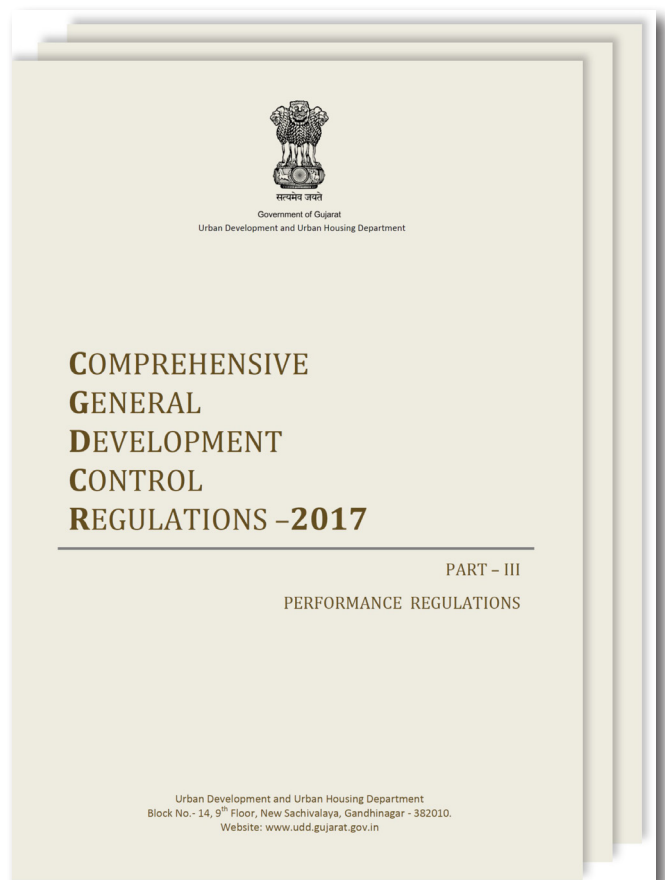 सत्यमेव जयते
Government of Gujarat
Urban Development and Urban Housing Department
COMPREHENSIVE
GENERAL
DEVELOPMENT
CONTROL
REGULATIONS –2017
PART – III
PERFORMANCE REGULATIONS
Urban Development and Urban Housing Department
Block No.- 14, 9th Floor, New Sachivalaya, Gandhinagar - 382010.
Website: www.udd.gujarat.gov.in